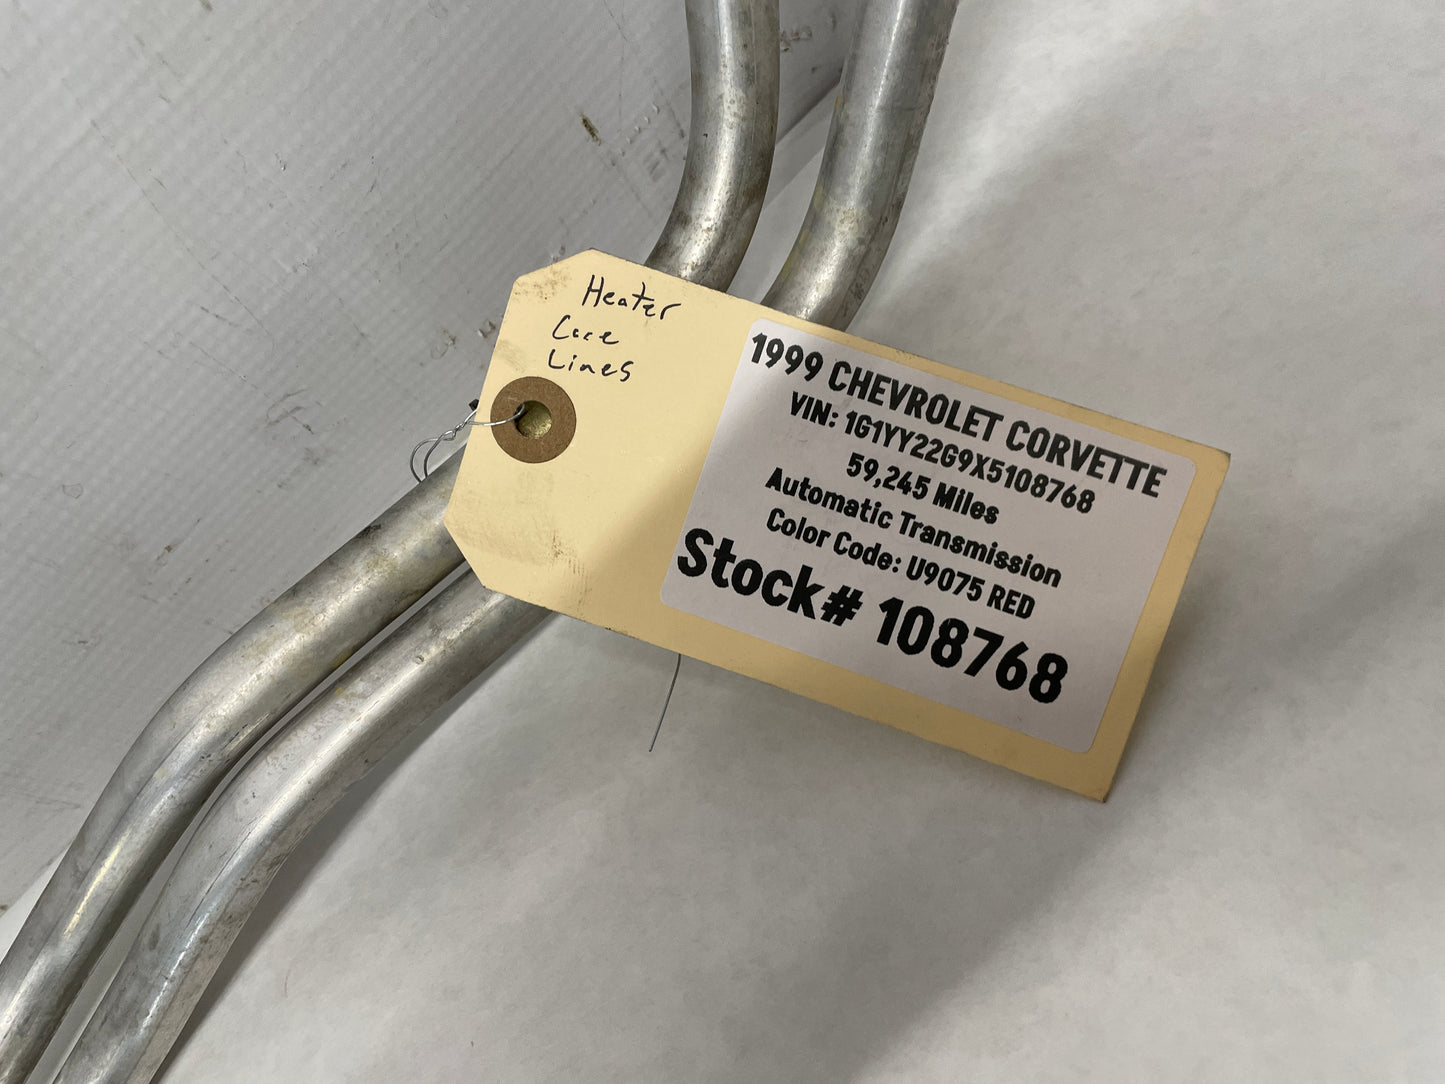 Heater
Core
Lines
1999 CHEVROLET CORVETTE
VIN: 1G1YY22G9X5108768
59,245 Miles
Automatic Transmission
Color Code: U9075 RED
Stock# 108768